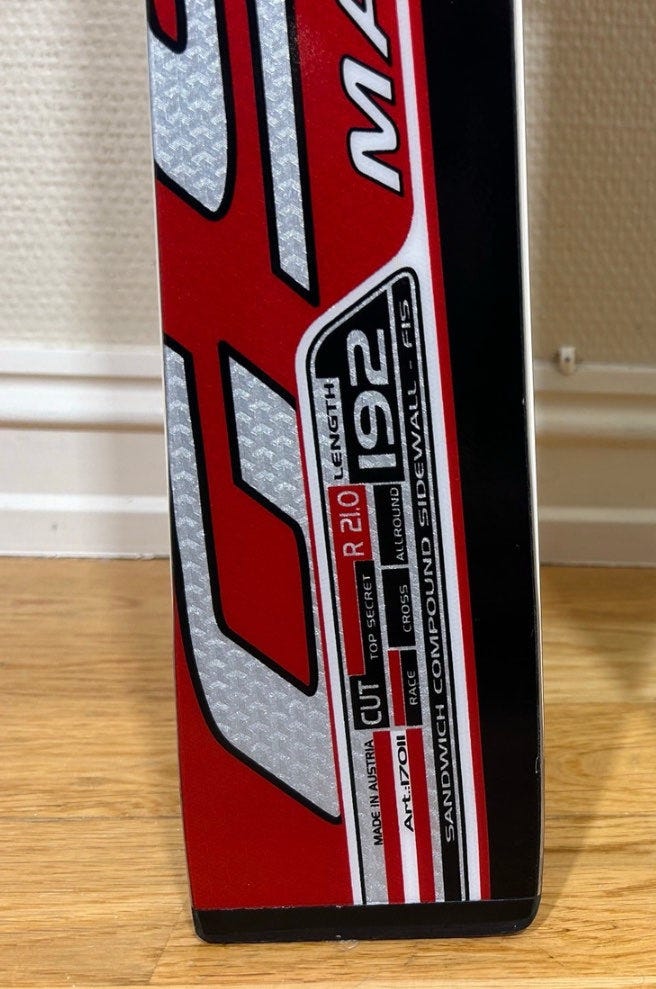 MA
LENGTH
192
R 21.0
CUT
TOP SECRET
RACE
CROSS
ALLROUND
SANDWICH COMPOUND SIDEWALL - FIS
MADE IN AUSTRIA
Art.:17011